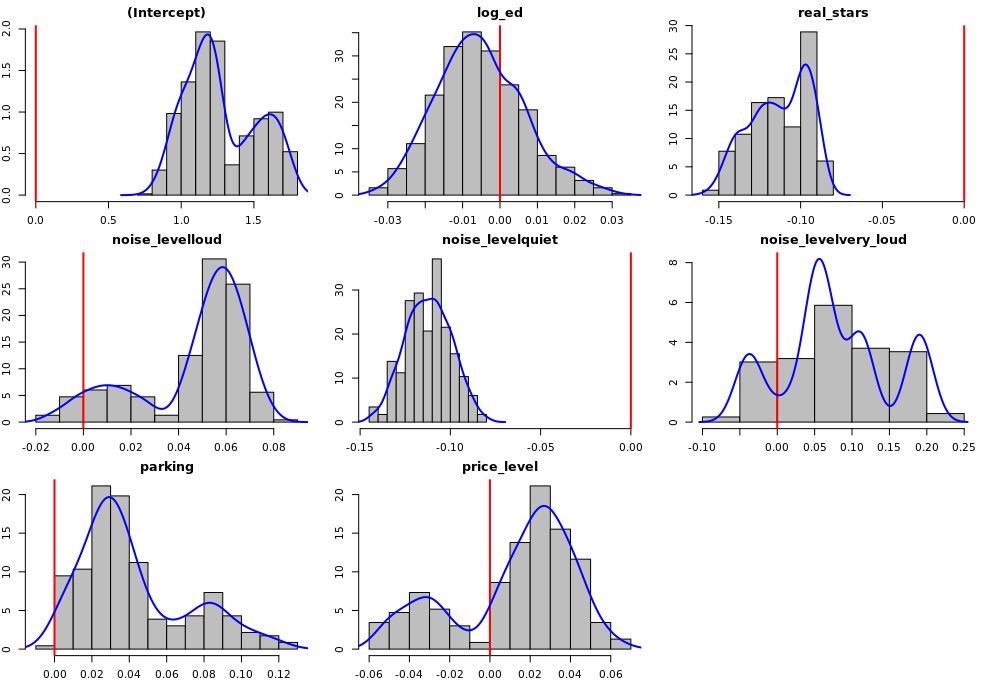 (Intercept)
0.0 0.5 1.0 1.5 2.0
0.0 0.5 1.0 1.5
log_ed
0 5 10 20 30
-0.03 -0.01 0.00 0.01 0.02 0.03
real_stars
0 5 10 15 20 25 30
-0.15 -0.10 -0.05 0.00
noise_levelloud
0 5 10 15 20 25 30
-0.02 0.00 0.02 0.04 0.06 0.08
noise_levelquiet
0 10 20 30
-0.15 -0.10 -0.05 0.00
noise_levelvery_loud
0 2 4 6 8
-0.10 0.00 0.05 0.10 0.15 0.20 0.25
parking
0 5 10 15 20
0.00 0.02 0.04 0.06 0.08 0.10 0.12
price_level
0 5 10 15 20
-0.06 -0.04 -0.02 0.00 0.02 0.04 0.06